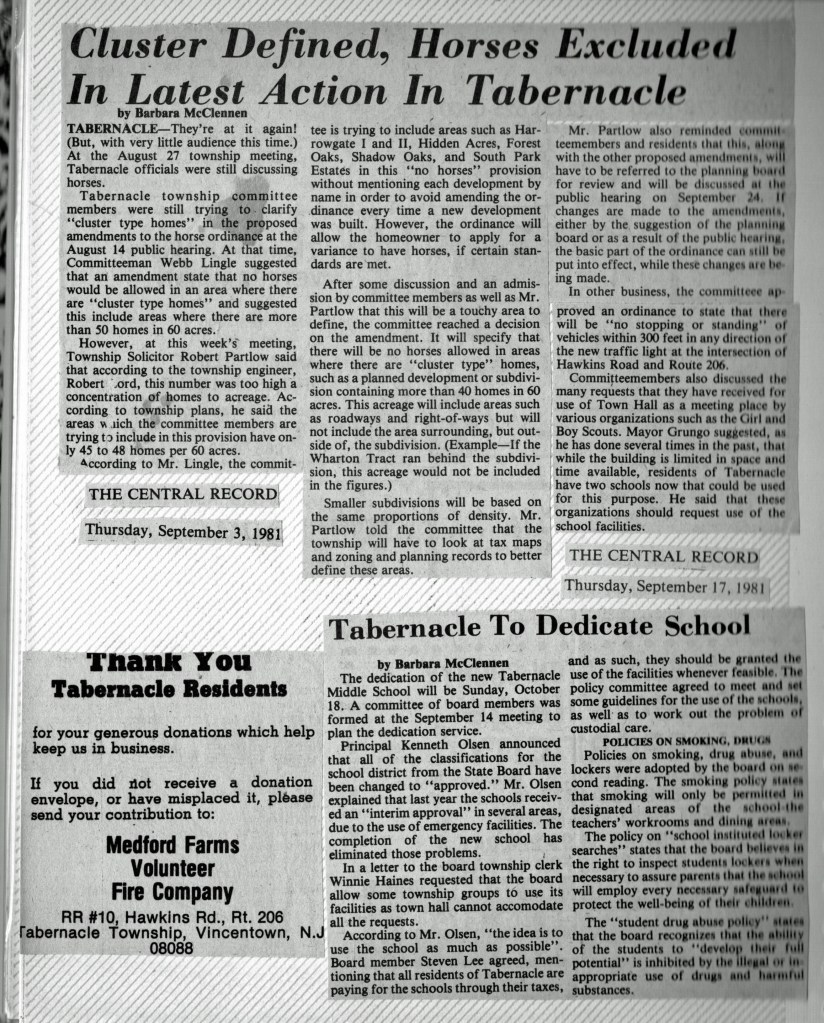 Cluster Defined, Horses Excluded
In Latest Action In Tabernacle
by Barbara McClennen
TABERNACLE—They're at it again!
(But, with very little audience this time.)
At the August 27 township meeting,
Tabernacle officials were still discussing
horses.
Tabernacle township committee
members were still trying to clarify
"cluster type homes" in the proposed
amendments to the horse ordinance at the
August 14 public hearing. At that time,
Committeeman Webb Lingle suggested
that an amendment state that no horses
would be allowed in an area where there
are "cluster type homes" and suggested
this include areas where there are more
than 50 homes in 60 acres.
However, at this week's meeting,
Township Solicitor Robert Partlow said
that according to the township engineer,
Robert .ord, this number was too high a
concentration of homes to acreage. Ac-
cording to township plans, he said the
areas which the committee members are
trying to include in this provision have on-
ly 45 to 48 homes per 60 acres.
According to Mr. Lingle, the commit-
THE CENTRAL RECORD
Thursday, September 3, 1981
tee is trying to include areas such as Har-
rowgate I and II, Hidden Acres, Forest
Oaks, Shadow Oaks, and South Park
Estates in this "no horses" provision
without mentioning each development by
name in order to avoid amending the or-
dinance every time a new development
was built. However, the ordinance will
allow the homeowner to apply for a
variance to have horses, if certain stan-
dards are met.
After some discussion and an admis-
sion by committee members as well as Mr.
Partlow that this will be a touchy area to
define, the committee reached a decision
on the amendment. It will specify that
there will be no horses allowed in areas
where there are "cluster type" homes,
such as a planned development or subdivi-
sion containing more than 40 homes in 60
acres. This acreage will include areas such
as roadways and right-of-ways but will
not include the area surrounding, but out-
side of, the subdivision. (Example—If the
Wharton Tract ran behind the subdivi-
sion, this acreage would not be included
in the figures.)
Smaller subdivisions will be based on
the same proportions of density. Mr.
Partlow told the committee that the
township will have to look at tax maps
and zoning and planning records to better
define these areas.
Mr. Partlow also reminded commit-
teemembers and residents that this, along
with the other proposed amendments, will
have to be referred to the planning board
for review and will be discussed at the
public hearing on September 24. If
changes are made to the amendments,
either by the suggestion of the planning
board or as a result of the public hearing,
the basic part of the ordinance can still be
put into effect, while these changes are be-
ing made.
In other business, the committeee ap-
proved an ordinance to state that there
will be "no stopping or standing" of
vehicles within 300 feet in any direction of
the new traffic light at the intersection of
Hawkins Road and Route 206.
Committeemembers also discussed the
many requests that they have received for
use of Town Hall as a meeting place by
various organizations such as the Girl and
Boy Scouts. Mayor Grungo suggested, as
he has done several times in the past, that
while the building is limited in space and
time available, residents of Tabernacle
have two schools now that could be used
for this purpose. He said that these
organizations should request use of the
school facilities.
THE CENTRAL RECORD
Thursday, September 17, 1981
Thank You
Tabernacle Residents
for your generous donations which help
keep us in business.
If you did not receive a donation
envelope, or have misplaced it, please
send your contribution to:
Medford Farms
Volunteer
Fire Company
RR #10, Hawkins Rd., Rt. 206
Tabernacle Township, Vincentown, N.J
08088
Tabernacle To Dedicate School
by Barbara McClennen
The dedication of the new Tabernacle
Middle School will be Sunday, October
18. A committee of board members was
formed at the September 14 meeting to
plan the dedication service.
Principal Kenneth Olsen announced
that all of the classifications for the
school district from the State Board have
been changed to "approved." Mr. Olsen
explained that last year the schools receiv-
ed an "interim approval" in several areas,
due to the use of emergency facilities. The
completion of the new school has
eliminated those problems.
In a letter to the board township clerk
Winnie Haines requested that the board
allow some township groups to use its
facilities as town hall cannot accomodate
all the requests.
According to Mr. Olsen, "the idea is to
use the school as much as possible".
Board member Steven Lee agreed, men-
tioning that all residents of Tabernacle are
paying for the schools through their taxes,
and as such, they should be granted the
use of the facilities whenever feasible. The
policy committee agreed to meet and set
some guidelines for the use of the schools,
as well as to work out the problem of
custodial care.
POLICIES ON SMOKING, DRUGS
Policies on smoking, drug abuse, and
lockers were adopted by the board on se-
cond reading. The smoking policy states
that smoking will only be permitted in
designated areas of the school-the
teachers' workrooms and dining areas.
The policy on "school instituted locker
searches" states that the board believes in
the right to inspect students lockers when
necessary to assure parents that the school
will employ every necessary safeguard to
protect the well-being of their children.
The "student drug abuse policy" states
that the board recognizes that the ability
of the students to "develop their full
potential" is inhibited by the illegal or in-
appropriate use of drugs and harmful
substances.